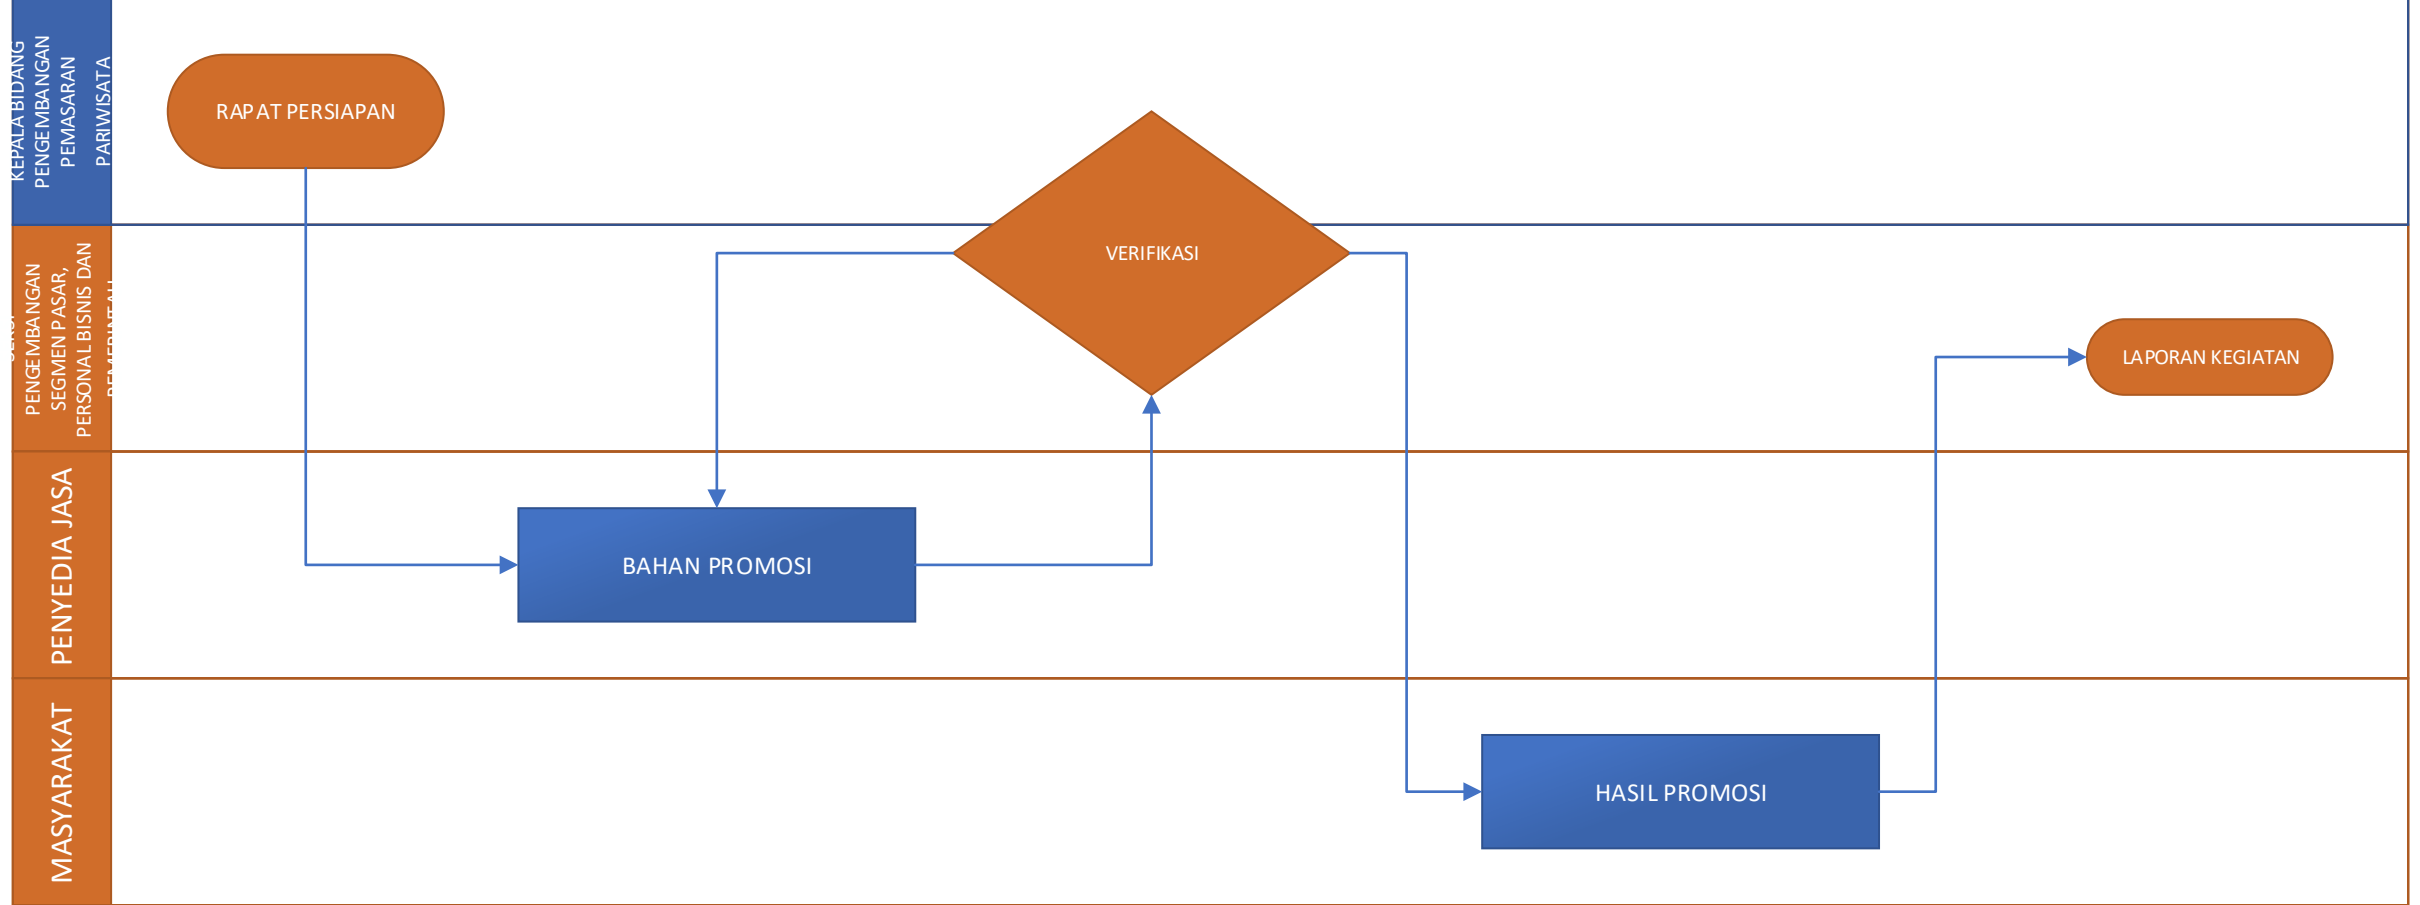 KEPALA BIDANG
PENGEMBANGAN
PEMASARAN
PARIWISATA
RAPAT PERSIAPAN
VERIFIKASI
PENGEMBANGAN
SEGMEN PASAR,
PERSONAL BISNIS DAN
LAPORAN KEGIATAN
PENYEDIA JASA
BAHAN PROMOSI
MASYARAKAT
HASIL PROMOSI